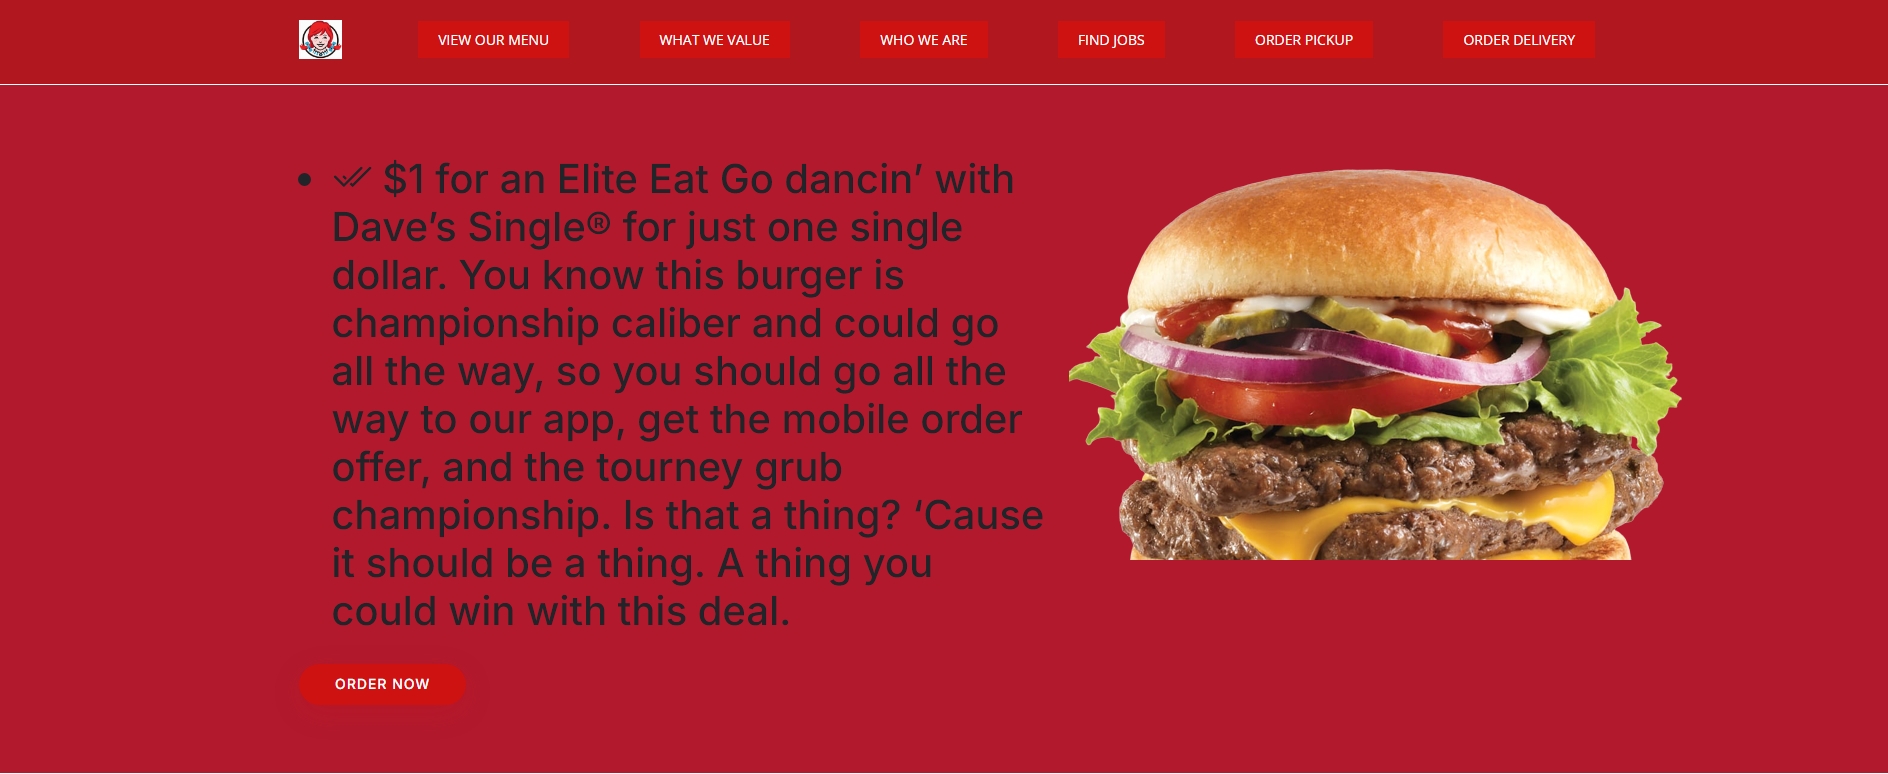 VIEW OUR MENU
WHAT WE VALUE
WHO WE ARE
FIND JOBS
ORDER PICKUP
ORDER DELIVERY
$1 for an Elite Eat Go dancin’ with
Dave’s Single® for just one single
dollar. You know this burger is
championship caliber and could go
all the way, so you should go all the
way to our app, get the mobile order
offer, and the tourney grub
championship. Is that a thing? ‘Cause
it should be a thing. A thing you
could win with this deal.
ORDER NOW